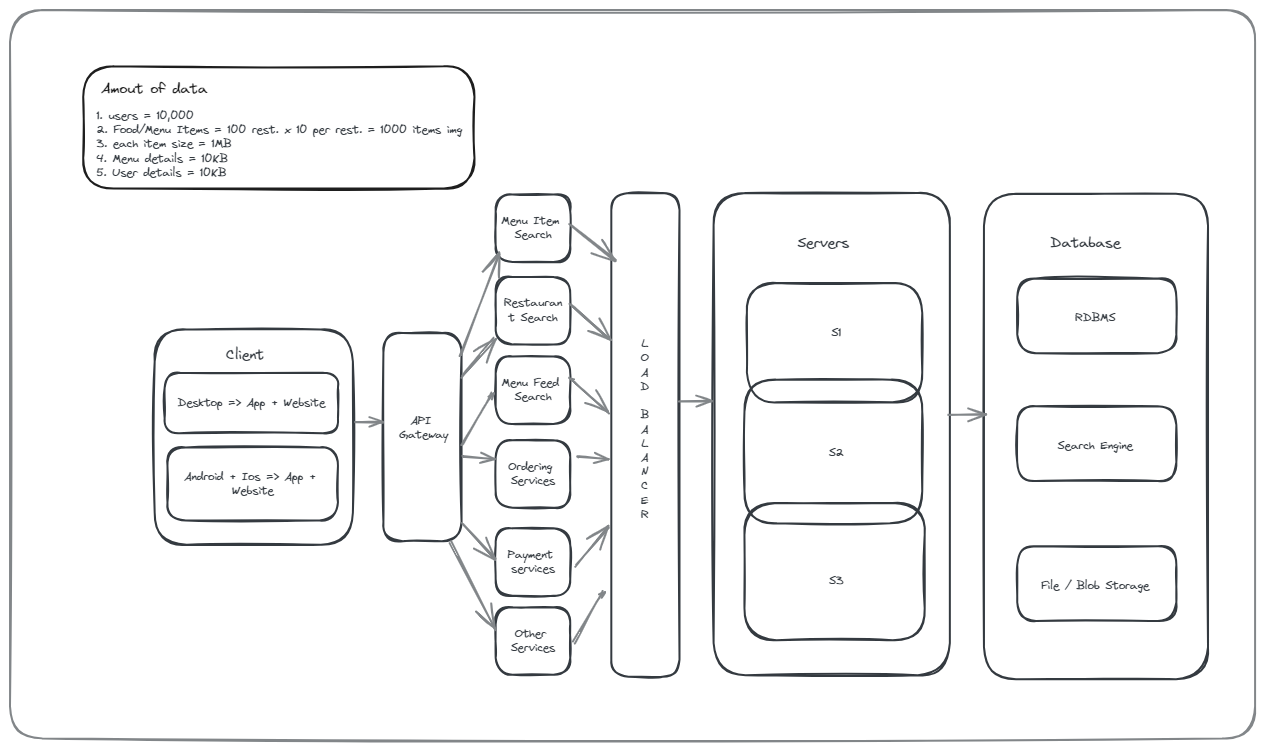 Amout of data
1. users = 10,000
2. Food/Menu Items = 100 rest. x 10 per rest. = 1000 items img
3. each item size = 1MB
4. Menu details = 10KB
5. User details = 10KB
Client
Desktop => App + Website
Android + Ios => App +
Website
API
Gateway
Menu Item
Search
Restauran
t Search
Menu Feed
Search
Ordering
Services
Payment
services
Other
Services
L
O
A
D
B
A
L
A
N
C
E
R
Servers
S1
S2
S3
Database
RDBMS
Search Engine
File / Blob Storage